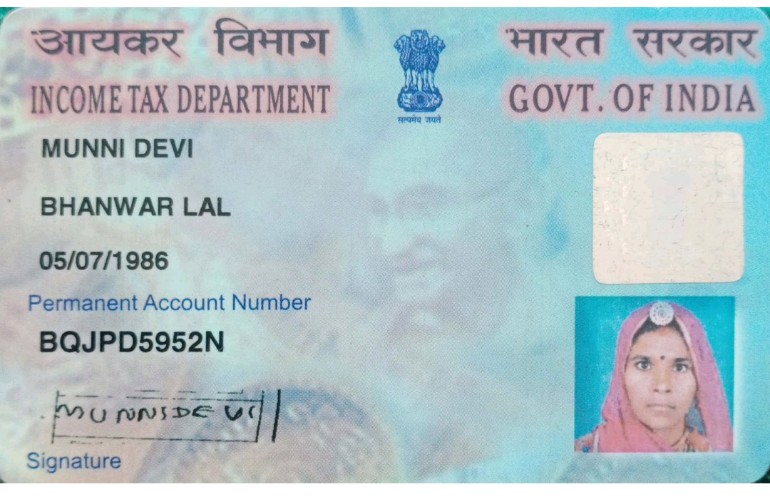 आयकर विभाग
भारत सरकार
INCOME TAX DEPARTMENT
GOVT. OF INDIA
सत्यमेव जयते
MUNNI DEVI
BHANWAR LAL
05/07/1986
Permanent Account Number
BQJPD5952N
MUNNIDEVI
Signature